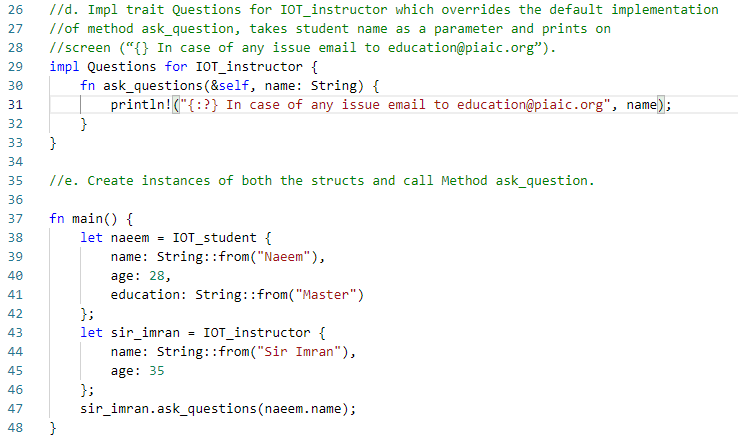 26 //d. Impl trait Questions for IOT_instructor which overrides the default implementation
27 //of method ask_question, takes student name as a parameter and prints on
28 //screen (“{} In case of any issue email to education@piaic.org”).
29 impl Questions for IOT_instructor {
30     fn ask_questions(&self, name: String) {
31         println!("{:?} In case of any issue email to education@piaic.org", name);
32     }
33 }
34
35 //e. Create instances of both the structs and call Method ask_question.
36
37 fn main() {
38     let naeem = IOT_student {
39         name: String::from("Naeem"),
40         age: 28,
41         education: String::from("Master")
42     };
43     let sir_imran = IOT_instructor {
44         name: String::from("Sir Imran"),
45         age: 35
46     };
47     sir_imran.ask_questions(naeem.name);
48 }